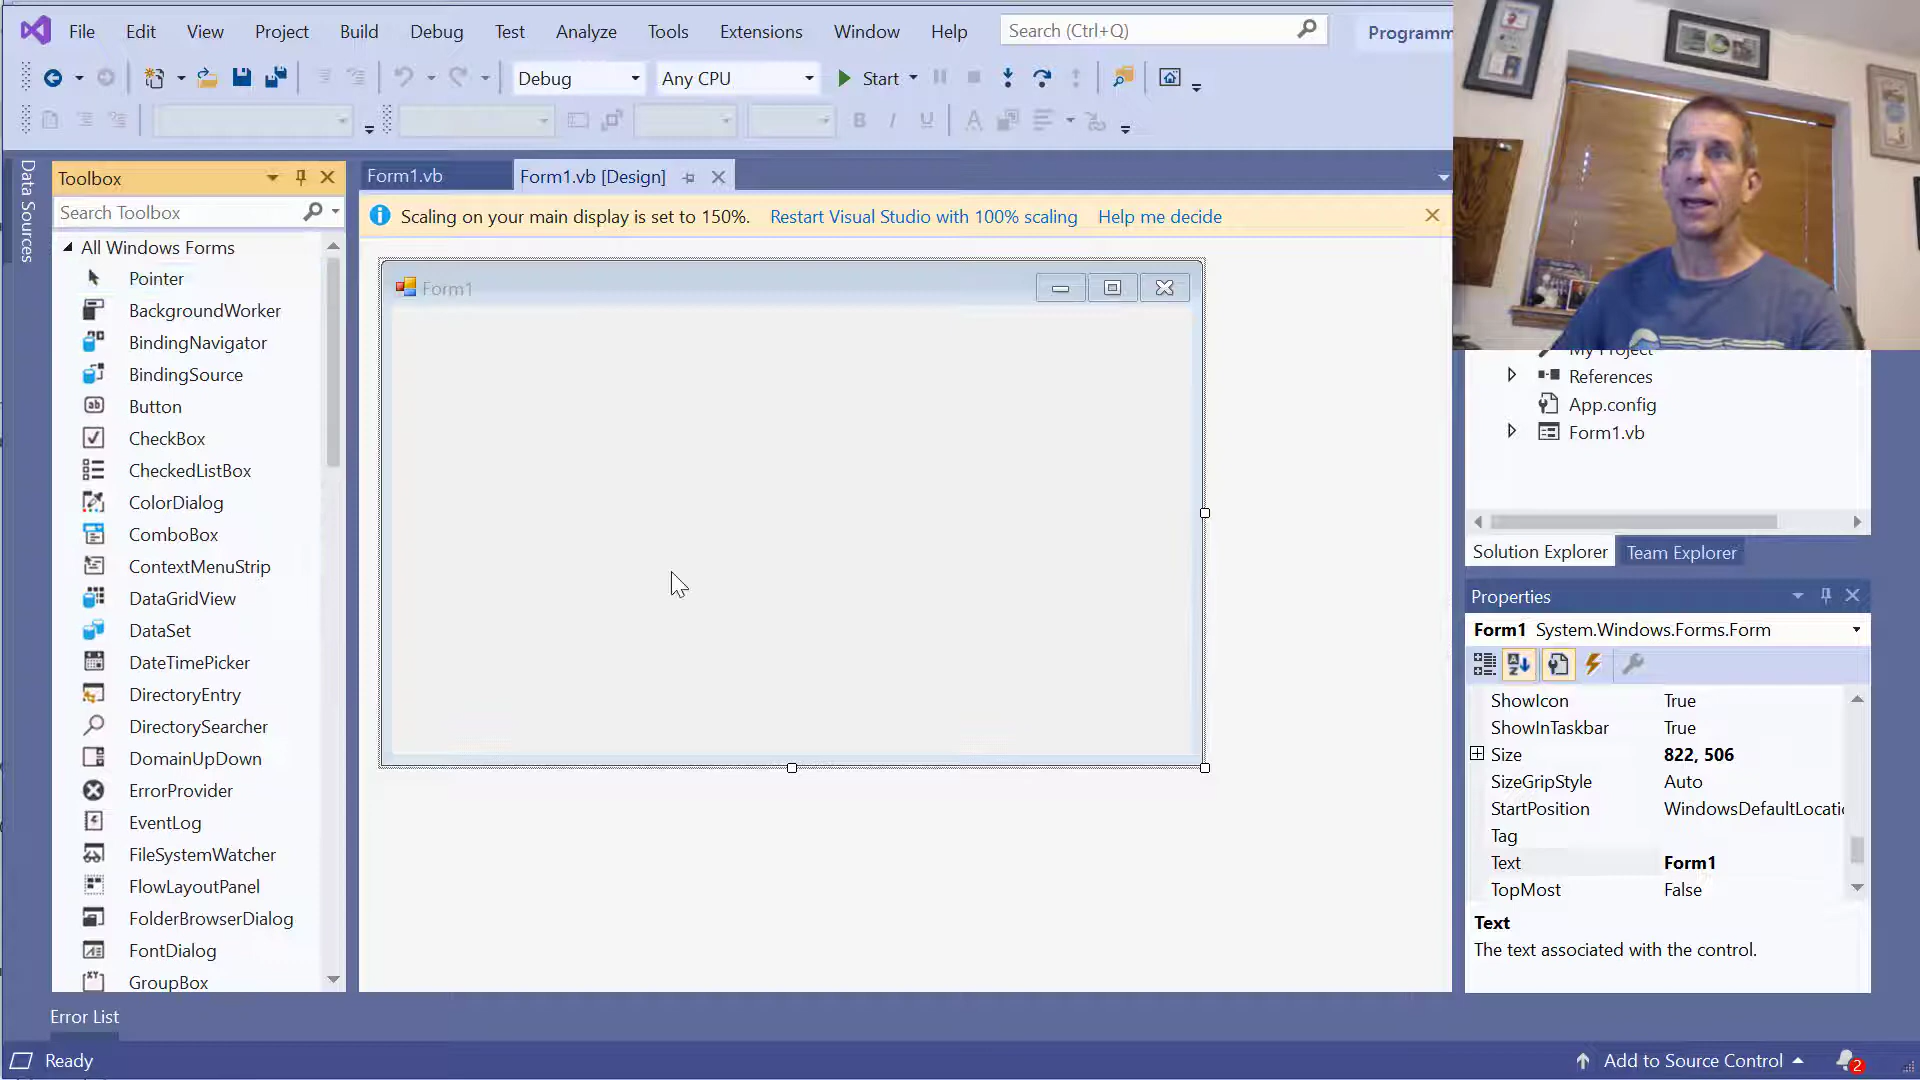 File Edit View Project Build Debug Test Analyze Tools Extensions Window Help Search (Ctrl+Q) Programm
Debug Any CPU Start
Data Sources
Toolbox
Search Toolbox
All Windows Forms
Pointer
BackgroundWorker
BindingNavigator
BindingSource
Button
CheckBox
CheckedListBox
ColorDialog
ComboBox
ContextMenuStrip
DataGridView
DataSet
DateTimePicker
DirectoryEntry
DirectorySearcher
DomainUpDown
ErrorProvider
EventLog
FileSystemWatcher
FlowLayoutPanel
FolderBrowserDialog
FontDialog
GroupBox
Form1.vb Form1.vb [Design]
Scaling on your main display is set to 150%. Restart Visual Studio with 100% scaling Help me decide
Form1
My Project
References
App.config
Form1.vb
Solution Explorer Team Explorer
Properties
Form1 System.Windows.Forms.Form
ShowIcon True
ShowInTaskbar True
Size 822, 506
SizeGripStyle Auto
StartPosition WindowsDefaultLocati
Tag
Text Form1
TopMost False
Text
The text associated with the control.
Error List
Ready
Add to Source Control 2